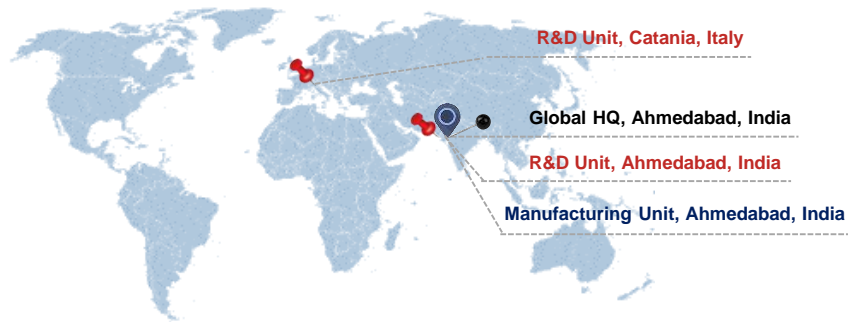 R&D Unit, Catania, Italy
Global HQ, Ahmedabad, India
R&D Unit, Ahmedabad, India
Manufacturing Unit, Ahmedabad, India